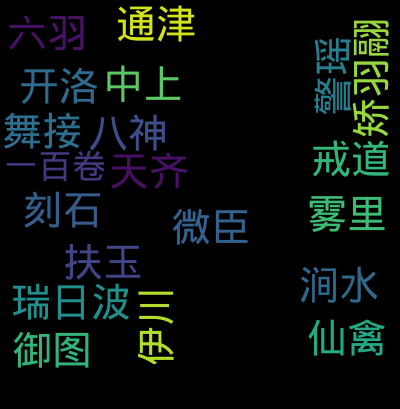 六羽
通津
开洛
中上
舞接
八神
一百卷
天齐
刻石
微臣
扶玉
瑞日波
御图
伊川
警瑶
矫羽翮
戒道
雾里
涧水
仙禽